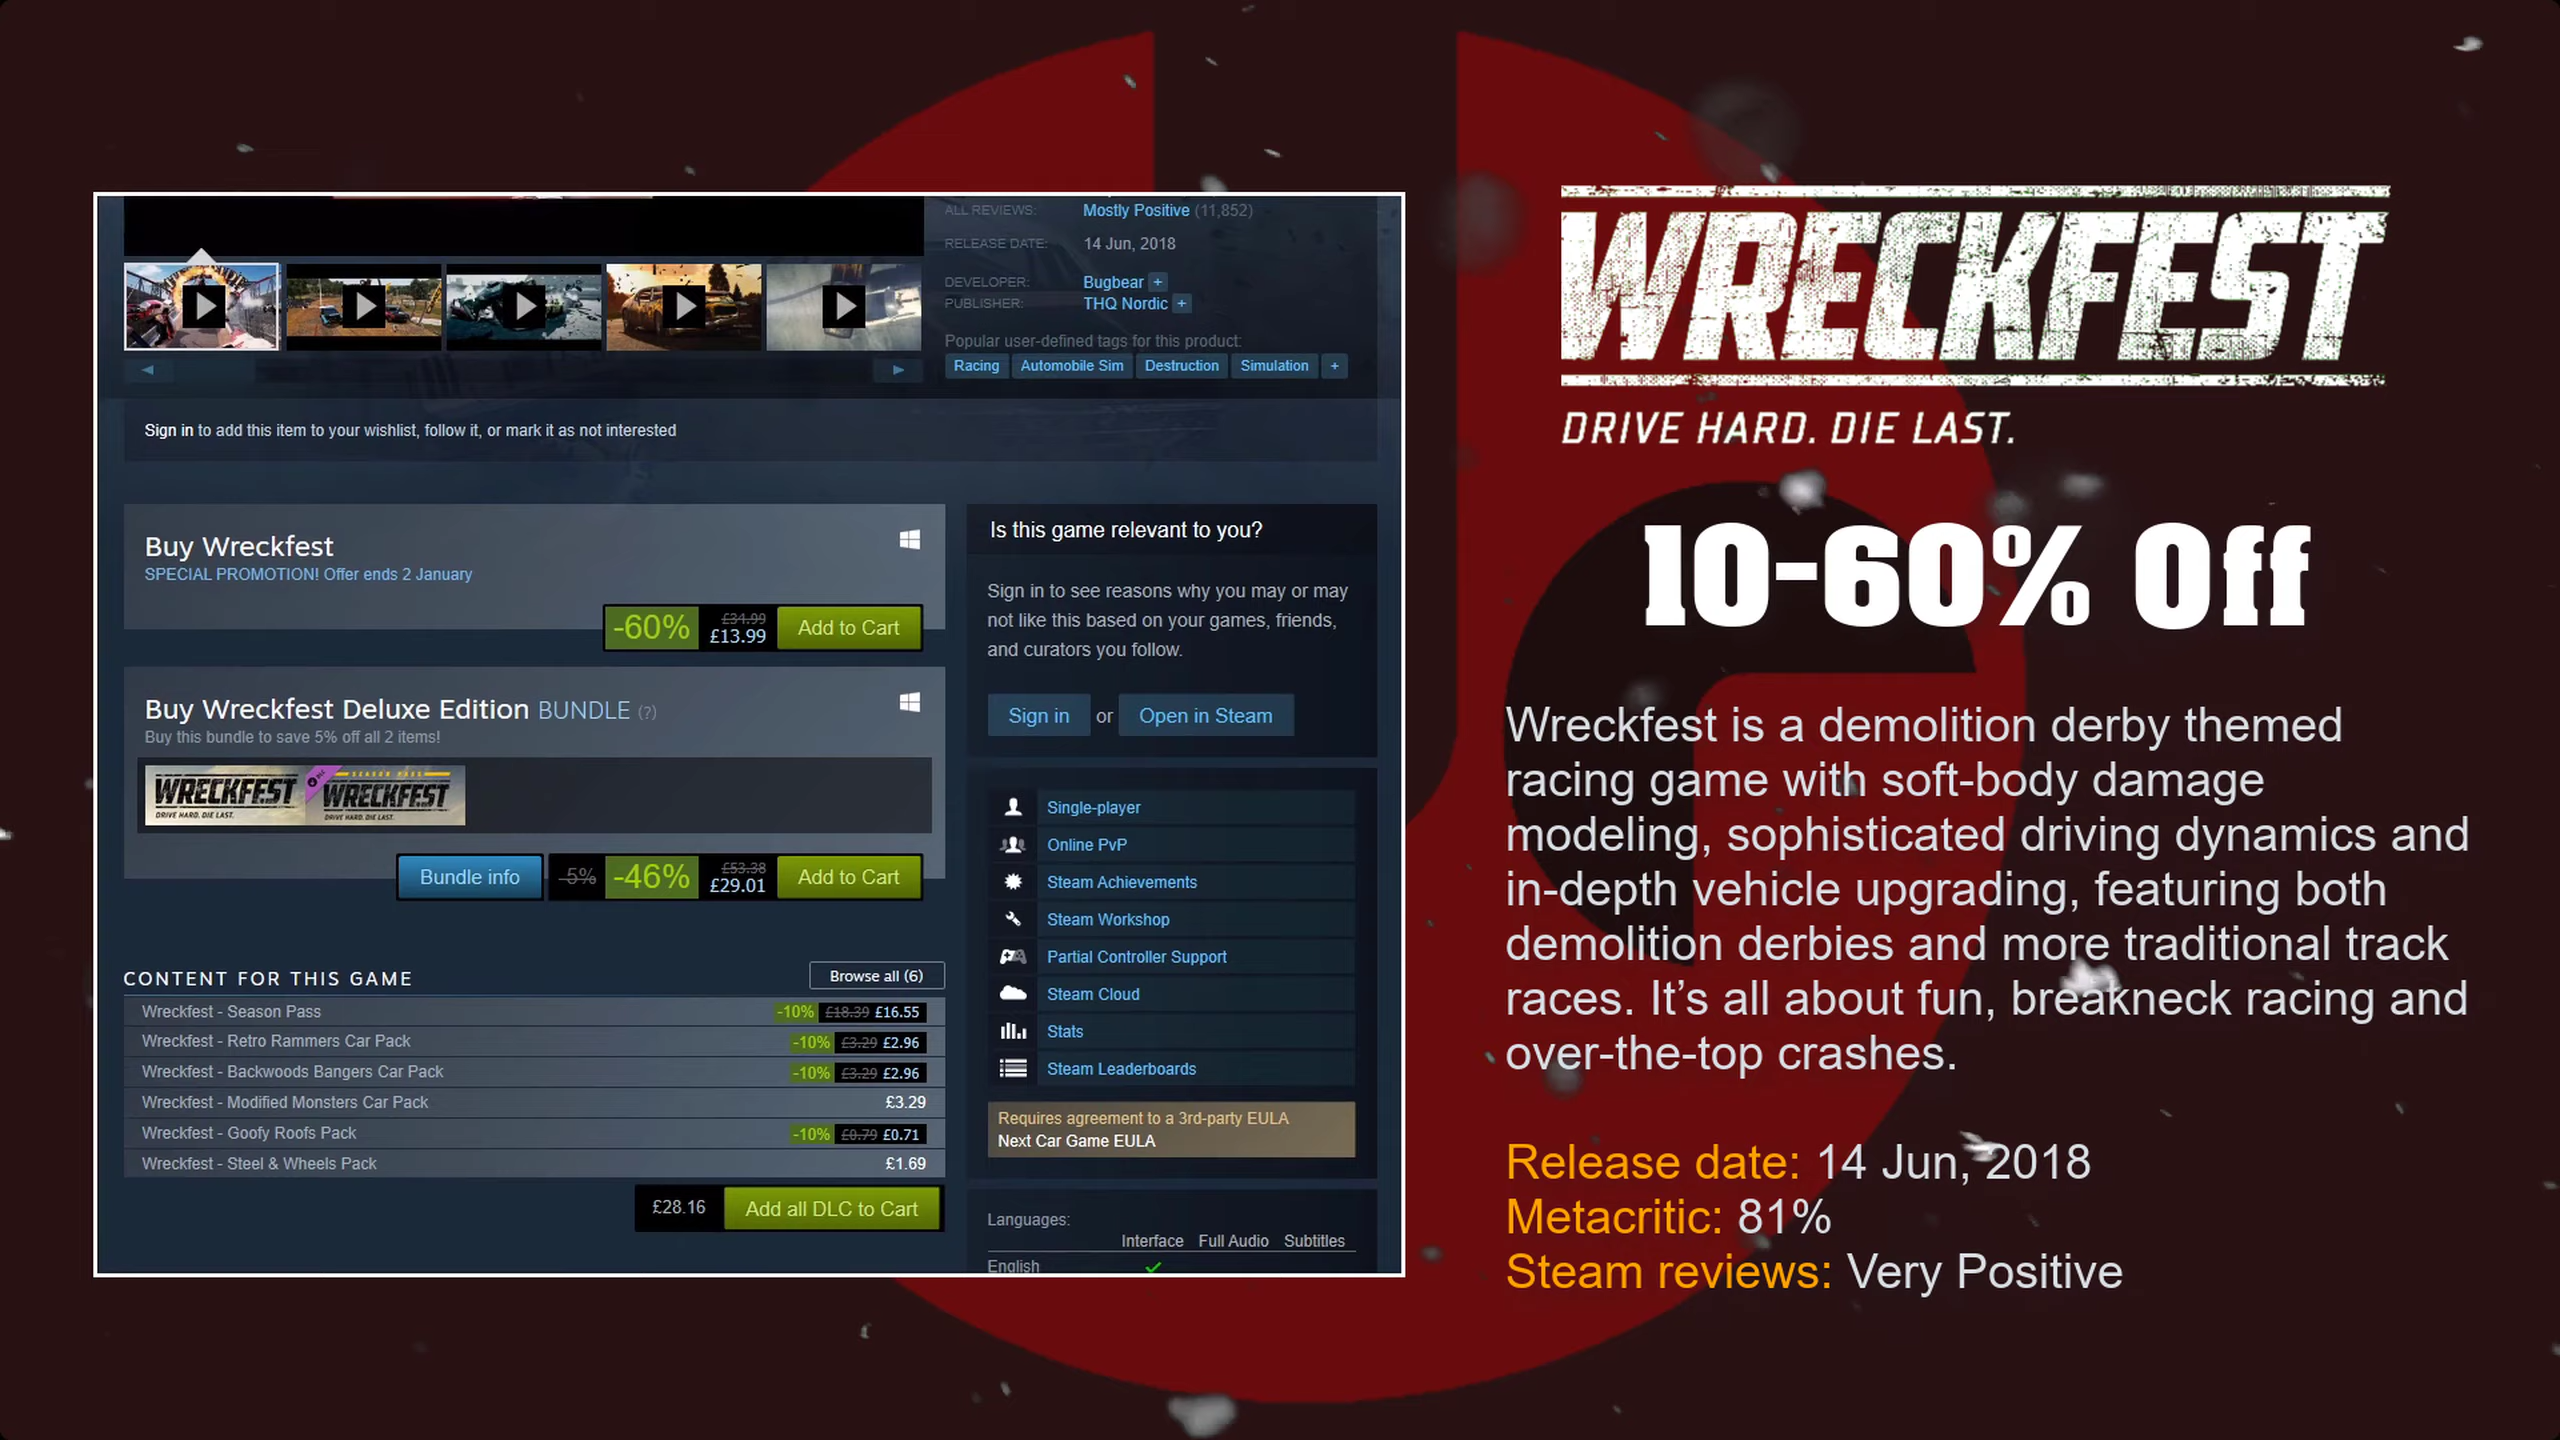 ALL REVIEWS: Mostly Positive (11,852)
RELEASE DATE: 14 Jun, 2018
DEVELOPER: Bugbear +
PUBLISHER: THQ Nordic +
Popular user-defined tags for this product:
Racing Automobile Sim Destruction Simulation +
Sign in to add this item to your wishlist, follow it, or mark it as not interested
Buy Wreckfest
SPECIAL PROMOTION! Offer ends 2 January
-60% £34.99 £13.99 Add to Cart
Buy Wreckfest Deluxe Edition BUNDLE (?)
Buy this bundle to save 5% off all 2 items!
WRECKFEST
DRIVE HARD. DIE LAST.
SEASON PASS
WRECKFEST
DRIVE HARD. DIE LAST.
Bundle info -5% -46% £53.38 £29.01 Add to Cart
CONTENT FOR THIS GAME Browse all (6)
Wreckfest - Season Pass -10% £18.39 £16.55
Wreckfest - Retro Rammers Car Pack -10% £3.29 £2.96
Wreckfest - Backwoods Bangers Car Pack -10% £3.29 £2.96
Wreckfest - Modified Monsters Car Pack £3.29
Wreckfest - Goofy Roofs Pack -10% £0.79 £0.71
Wreckfest - Steel & Wheels Pack £1.69
£28.16 Add all DLC to Cart
Is this game relevant to you?
Sign in to see reasons why you may or may
not like this based on your games, friends,
and curators you follow.
Sign in or Open in Steam
Single-player
Online PvP
Steam Achievements
Steam Workshop
Partial Controller Support
Steam Cloud
Stats
Steam Leaderboards
Requires agreement to a 3rd-party EULA
Next Car Game EULA
Languages:
Interface Full Audio Subtitles
English
WRECKFEST
DRIVE HARD. DIE LAST.
10-60% Off
Wreckfest is a demolition derby themed
racing game with soft-body damage
modeling, sophisticated driving dynamics and
in-depth vehicle upgrading, featuring both
demolition derbies and more traditional track
races. It’s all about fun, breakneck racing and
over-the-top crashes.
Release date: 14 Jun, 2018
Metacritic: 81%
Steam reviews: Very Positive